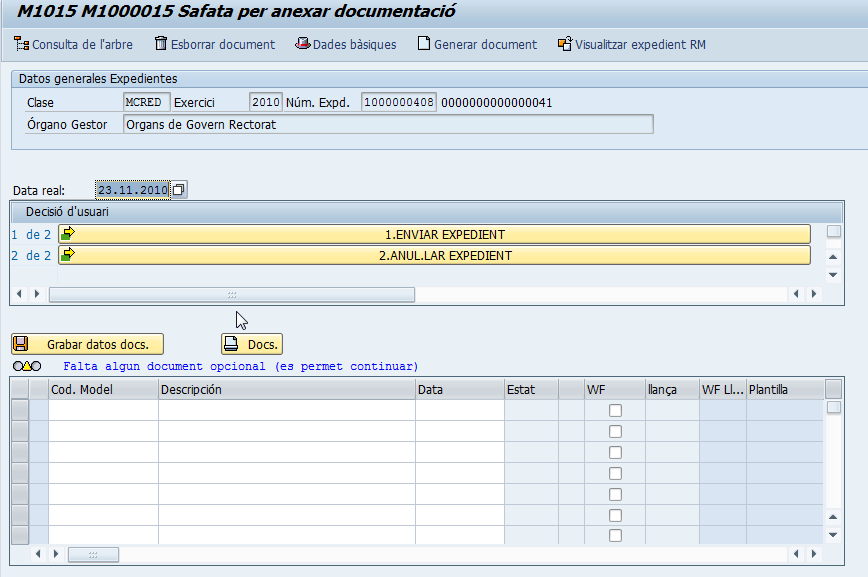 M1015 M1000015 Safata per anexar documentació
Consulta de l'arbre Esborrar document Dades bàsiques Generar document Visualitzar expedient RM
Datos generales Expedientes
Clase MCRED Exercici 2010 Núm. Expd. 1000000408 0000000000000041
Órgano Gestor Organs de Govern Rectorat
Data real: 23.11.2010
Decisió d'usuari
1 de 2 1.ENVIAR EXPEDIENT
2 de 2 2.ANUL.LAR EXPEDIENT
Grabar datos docs. Docs.
Falta algun document opcional (es permet continuar)
Cod. Model Descripción Data Estat WF llança WF Ll... Plantilla